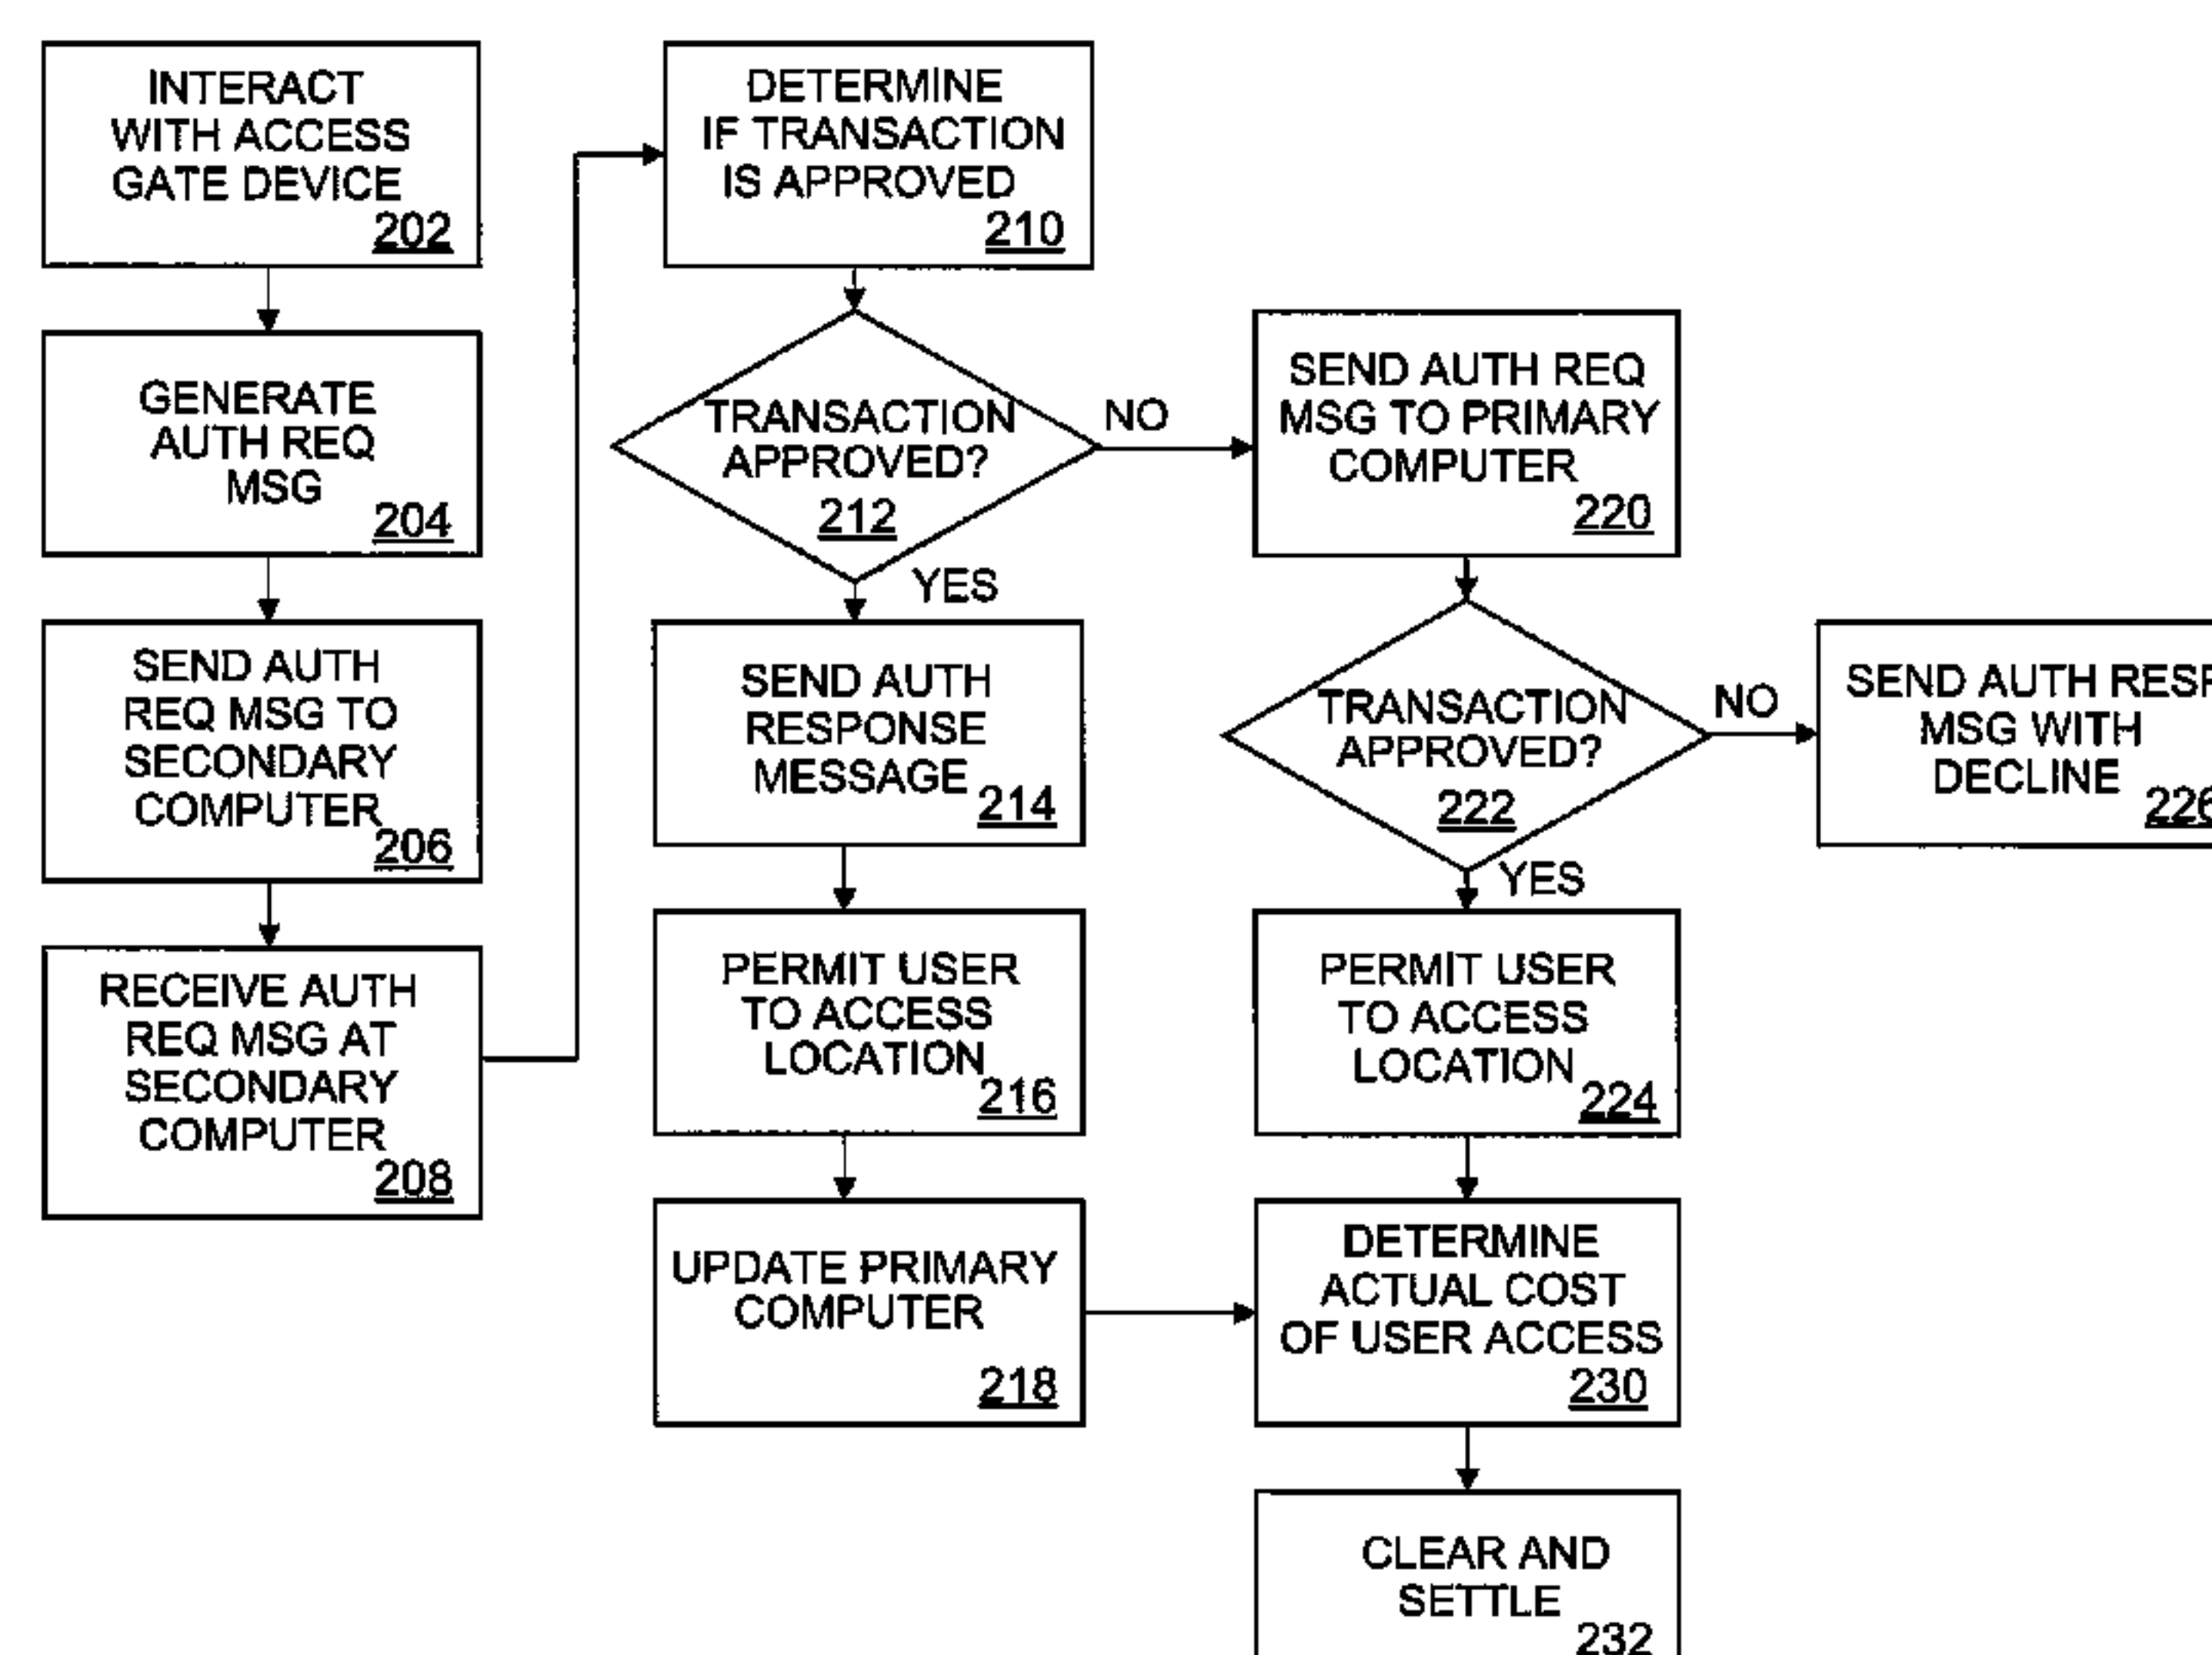 INTERACT
WITH ACCESS
GATE DEVICE
202
GENERATE
AUTH REQ
MSG
204
SEND AUTH
REQ MSG TO
SECONDARY
COMPUTER
206
RECEIVE AUTH
REQ MSG AT
SECONDARY
COMPUTER
208
DETERMINE
IF TRANSACTION
IS APPROVED
210
TRANSACTION
APPROVED?
212
NO
YES
SEND AUTH
RESPONSE
MESSAGE
214
PERMIT USER
TO ACCESS
LOCATION
216
UPDATE PRIMARY
COMPUTER
218
SEND AUTH REQ
MSG TO PRIMARY
COMPUTER
220
TRANSACTION
APPROVED?
222
NO
YES
SEND AUTH RESP
MSG WITH
DECLINE
226
PERMIT USER
TO ACCESS
LOCATION
224
DETERMINE
ACTUAL COST
OF USER ACCESS
230
CLEAR AND
SETTLE
232